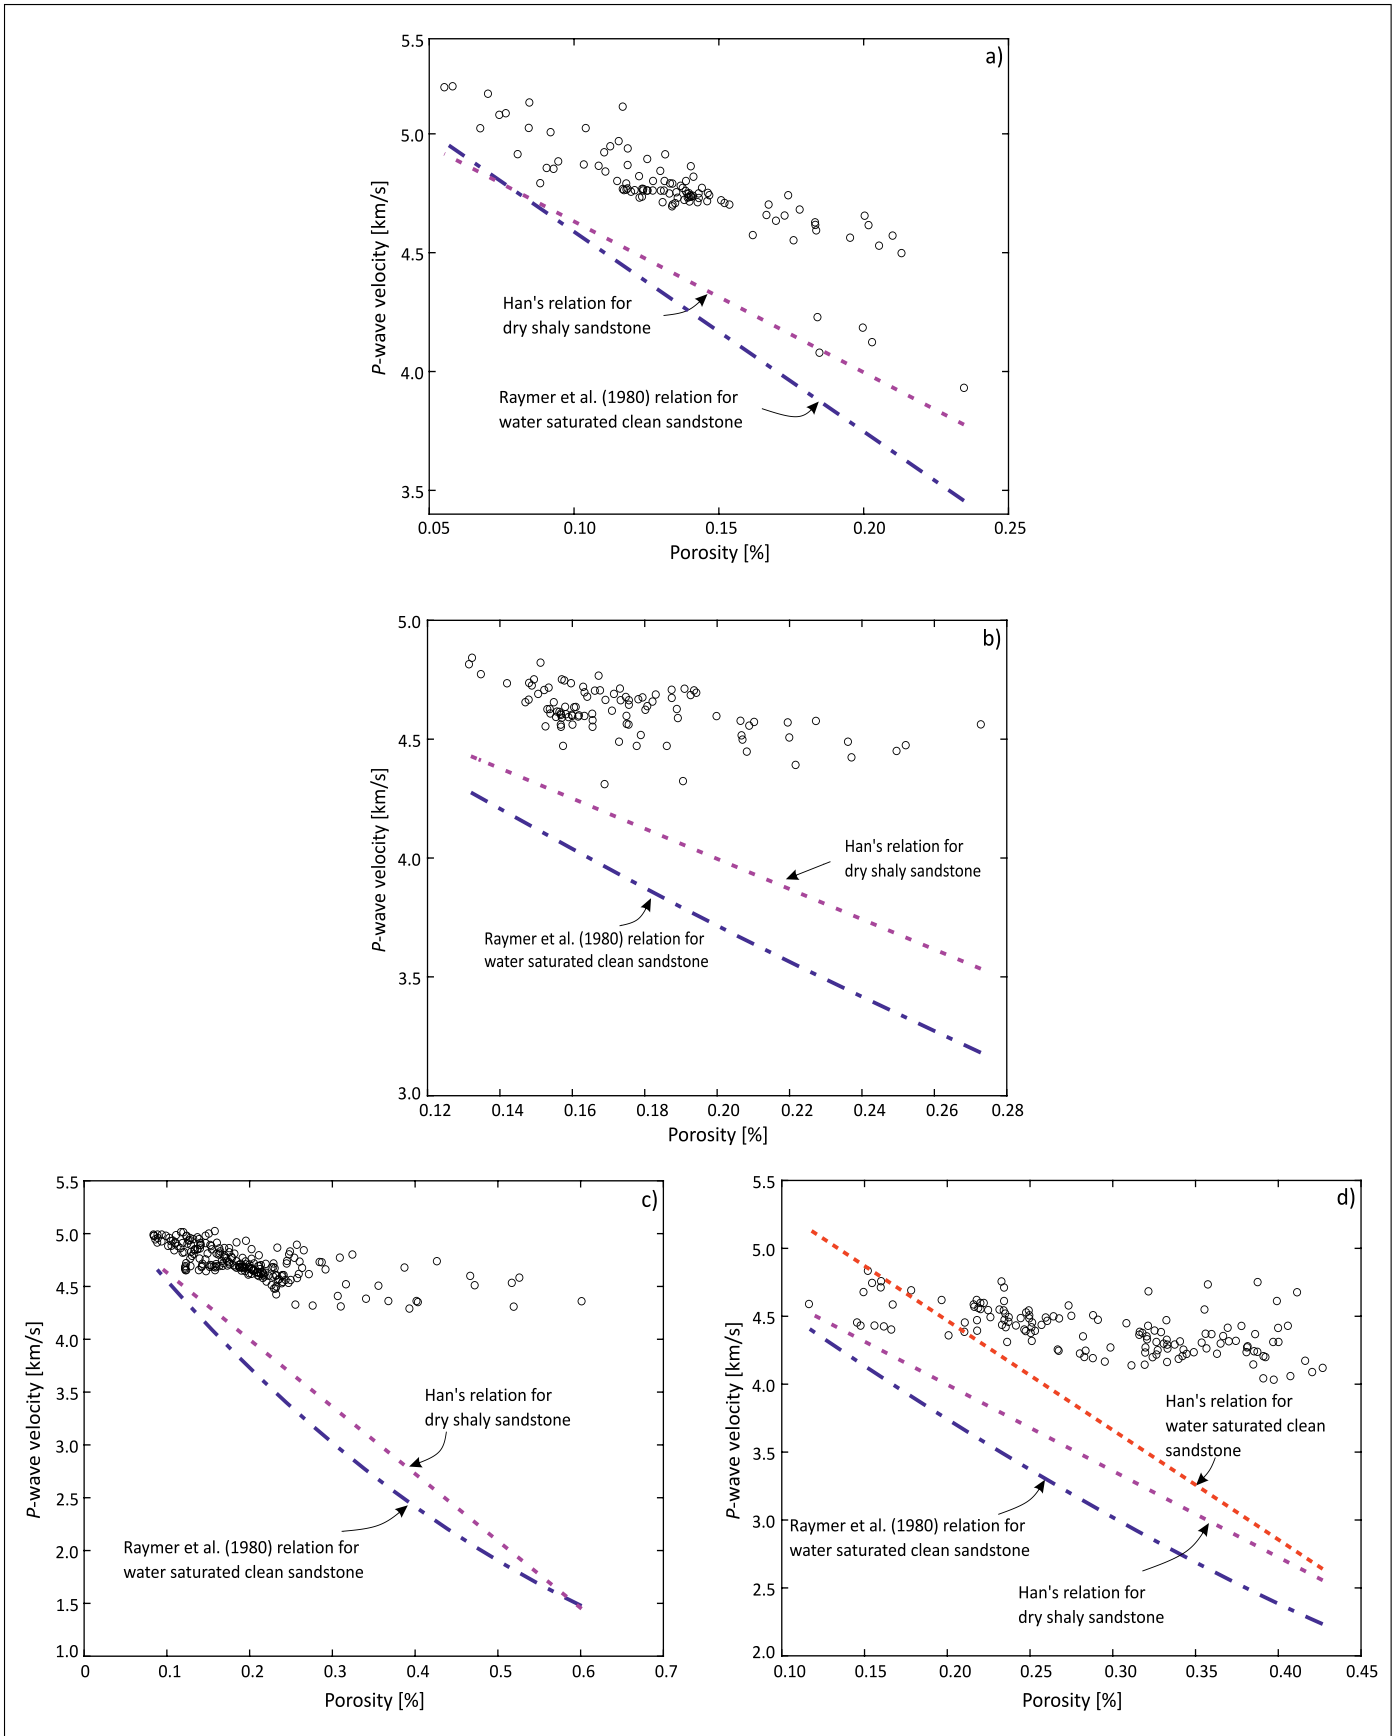 a)
5.5
5.0
4.5
4.0
3.5
P-wave velocity [km/s]
Han's relation for
dry shaly sandstone
Raymer et al. (1980) relation for
water saturated clean sandstone
0.05 0.10 0.15 0.20 0.25
Porosity [%]
b)
5.0
4.5
4.0
3.5
3.0
P-wave velocity [km/s]
Han's relation for
dry shaly sandstone
Raymer et al. (1980) relation for
water saturated clean sandstone
0.12 0.14 0.16 0.18 0.20 0.22 0.24 0.26 0.28
Porosity [%]
c)
5.5
5.0
4.5
4.0
3.5
3.0
2.5
2.0
1.5
1.0
P-wave velocity [km/s]
Han's relation for
dry shaly sandstone
Raymer et al. (1980) relation for
water saturated clean sandstone
0 0.1 0.2 0.3 0.4 0.5 0.6 0.7
Porosity [%]
d)
5.5
5.0
4.5
4.0
3.5
3.0
2.5
2.0
P-wave velocity [km/s]
Han's relation for
water saturated clean
sandstone
Raymer et al. (1980) relation for
water saturated clean sandstone
Han's relation for
dry shaly sandstone
0.10 0.15 0.20 0.25 0.30 0.35 0.40 0.45
Porosity [%]